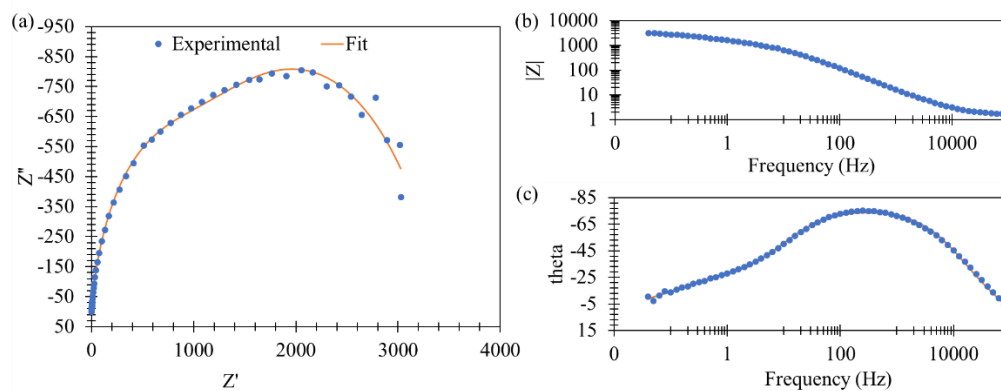 (a)
-950
-850
-750
-650
-550
-450
-350
-250
-150
-50
50
Z"
Experimental
Fit
0 1000 2000 3000 4000
Z'
(b)
10000
1000
100
10
1
|Z|
0 1 100 10000
Frequency (Hz)
(c)
-85
-65
-45
-25
-5
15
theta
0 1 100 10000
Frequency (Hz)